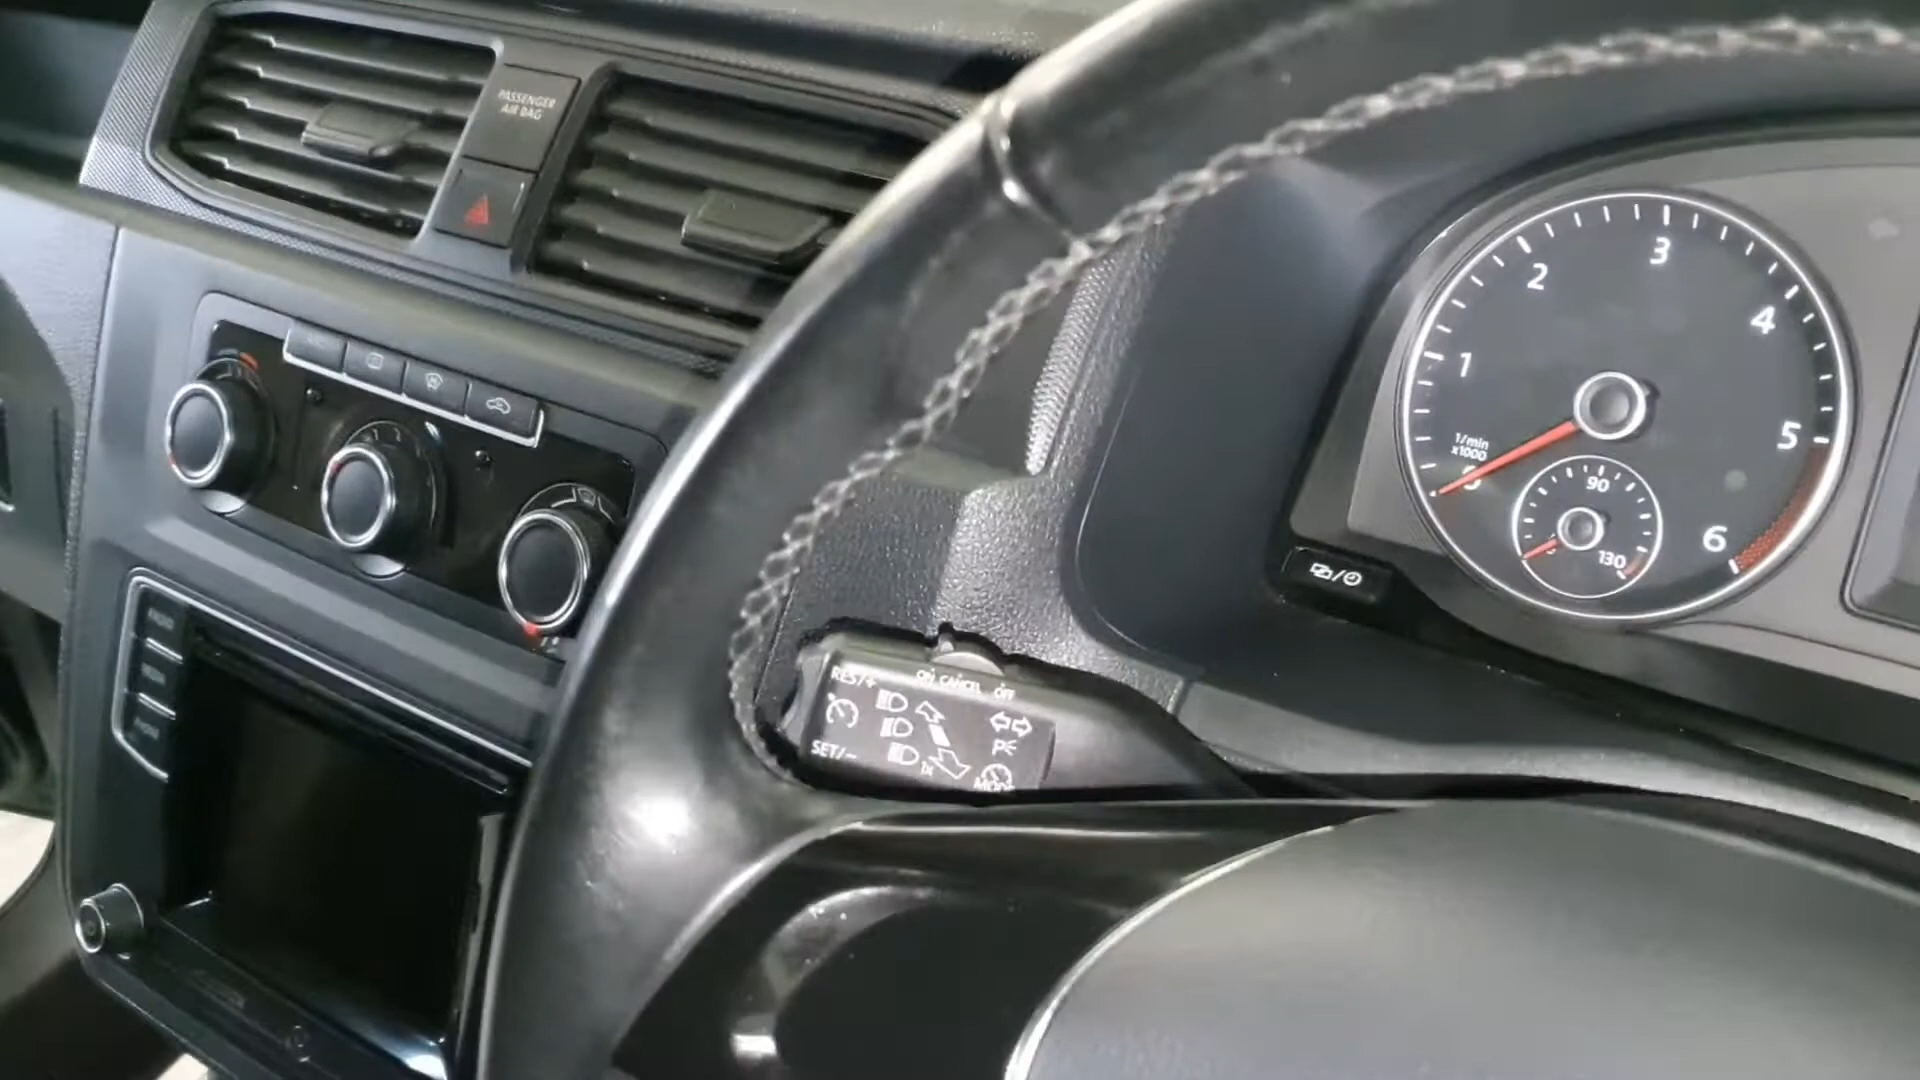 PASSENGER
AIR BAG
3
2
4
1
5
1/min
x1000
90
6
130
RES/+
ON CANCEL OFF
SET/-
1x
MODE
P